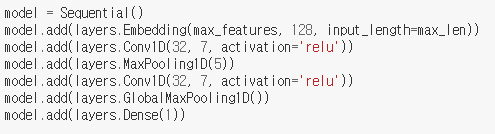 model = Sequential()
model.add(layers.Embedding(max_features, 128, input_length=max_len))
model.add(layers.Conv1D(32, 7, activation='relu'))
model.add(layers.MaxPooling1D(5))
model.add(layers.Conv1D(32, 7, activation='relu'))
model.add(layers.GlobalMaxPooling1D())
model.add(layers.Dense(1))